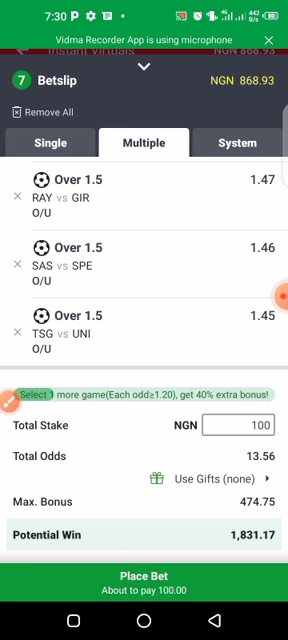 7:30 P
Vidma Recorder App is using microphone
Instant Virtuals NGN 868.93
7 Betslip NGN 868.93
Remove All
Single Multiple System
Over 1.5 1.47
RAY vs GIR
O/U
Over 1.5 1.46
SAS vs SPE
O/U
Over 1.5 1.45
TSG vs UNI
O/U
Select 1 more game(Each odd≥1.20), get 40% extra bonus!
Total Stake NGN 100
Total Odds 13.56
Use Gifts (none)
Max. Bonus 474.75
Potential Win 1,831.17
Place Bet
About to pay 100.00